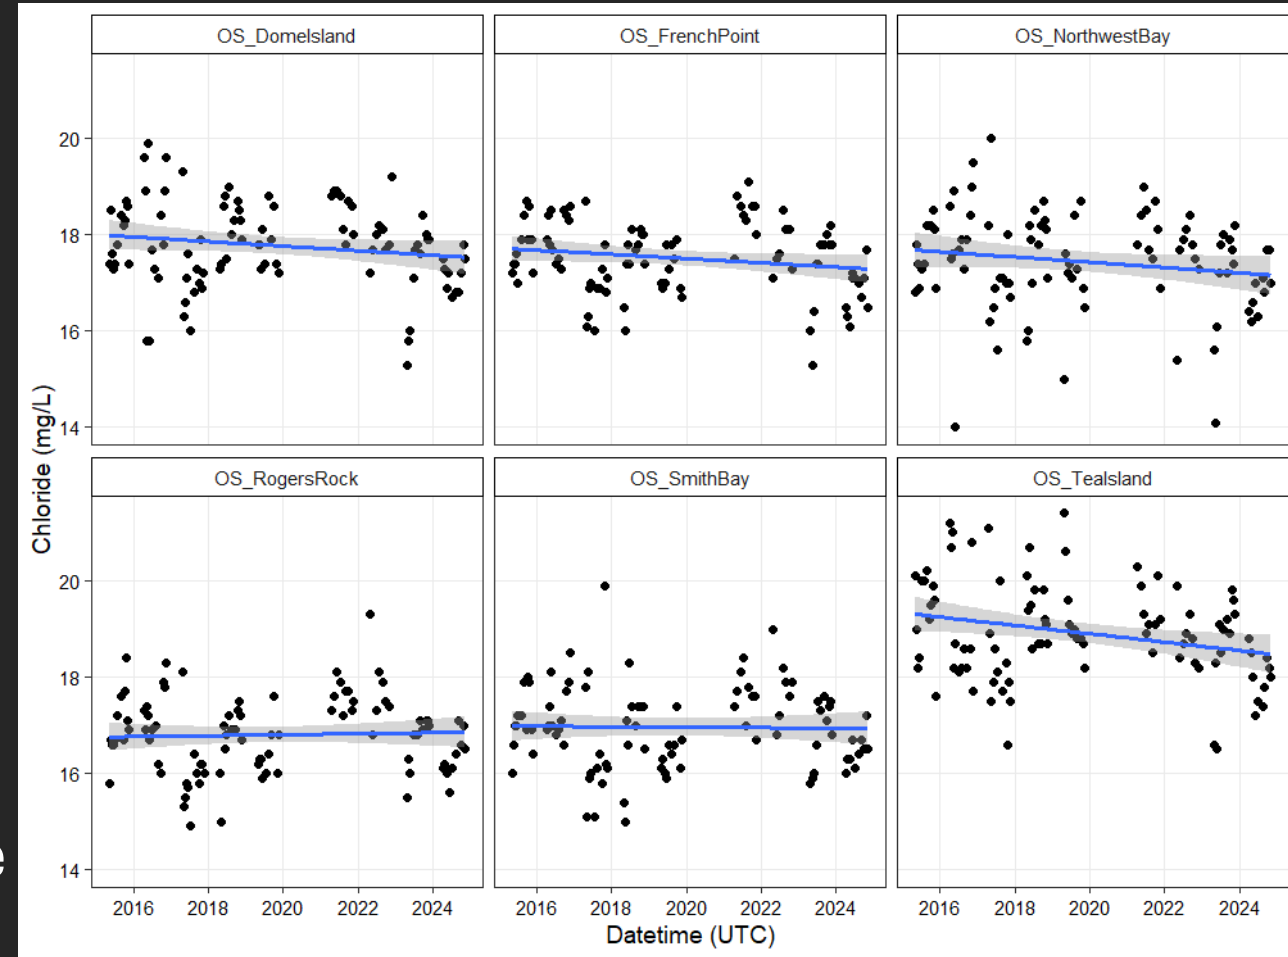 OS_DomeIsland OS_FrenchPoint OS_NorthwestBay
20
18
16
14
OS_RogersRock OS_SmithBay OS_TeaIsland
20
18
16
14
Chloride (mg/L)
2016 2018 2020 2022 2024 2016 2018 2020 2022 2024 2016 2018 2020 2022 2024
Datetime (UTC)
e